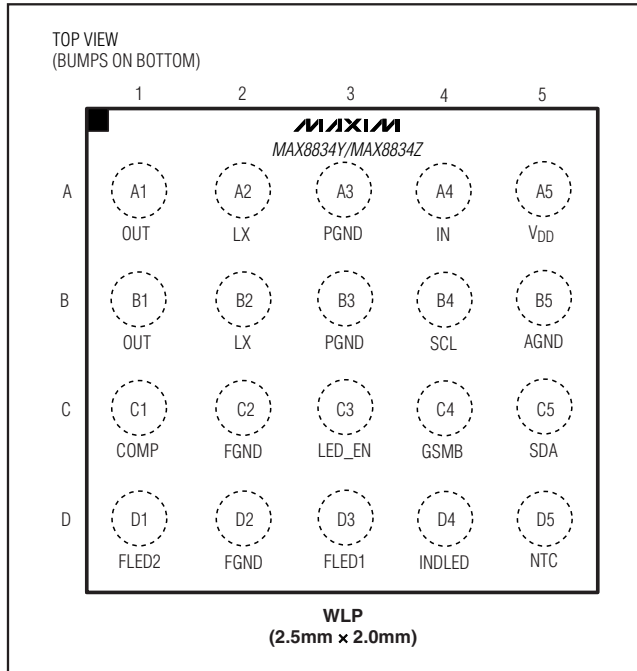 TOP VIEW
(BUMPS ON BOTTOM)
1 2 3 4 5
MAXIM
MAX8834Y/MAX8834Z
A A1 A2 A3 A4 A5
OUT LX PGND IN VDD
B B1 B2 B3 B4 B5
OUT LX PGND SCL AGND
C C1 C2 C3 C4 C5
COMP FGND LED_EN GSMB SDA
D D1 D2 D3 D4 D5
FLED2 FGND FLED1 INDLED NTC
WLP
(2.5mm × 2.0mm)